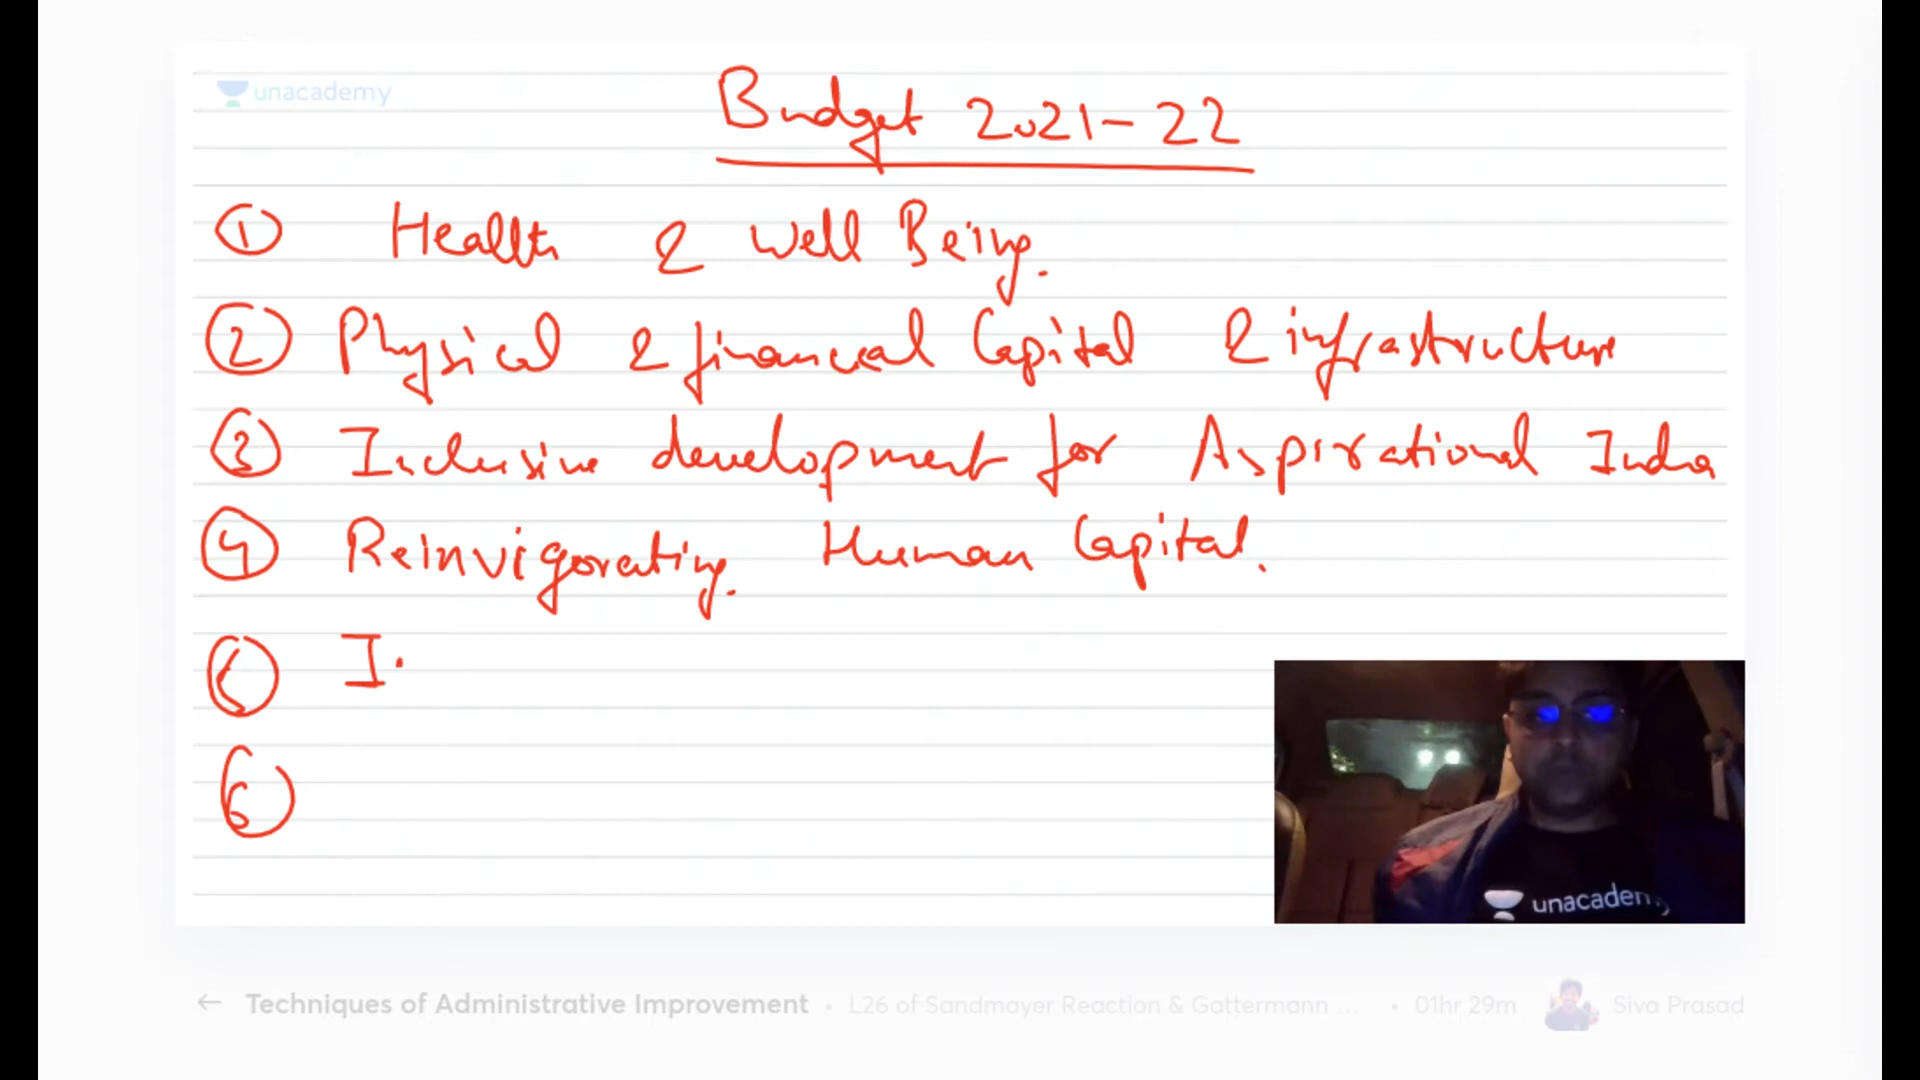 unacademy
Budget 2021-22
① Health & Well Being.
② Physical & financial Capital & infrastructure
③ Inclusive development for Aspirational India
④ Reinvigorating. Human Capital.
⑤ I
⑥
unacademy
← Techniques of Administrative Improvement • L26 of Sandmayer Reaction & Gattermann ... • 01hr 29m Siva Prasad